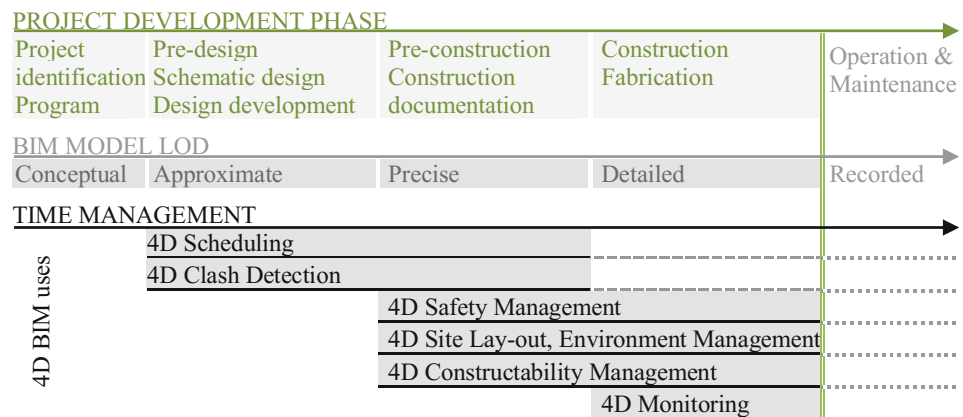 PROJECT DEVELOPMENT PHASE
Project Pre-design Pre-construction Construction Operation &
identification Schematic design Construction Fabrication Maintenance
Program Design development documentation
BIM MODEL LOD
Conceptual Approximate Precise Detailed Recorded
TIME MANAGEMENT
4D BIM uses
4D Scheduling
4D Clash Detection
4D Safety Management
4D Site Lay-out, Environment Management
4D Constructability Management
4D Monitoring